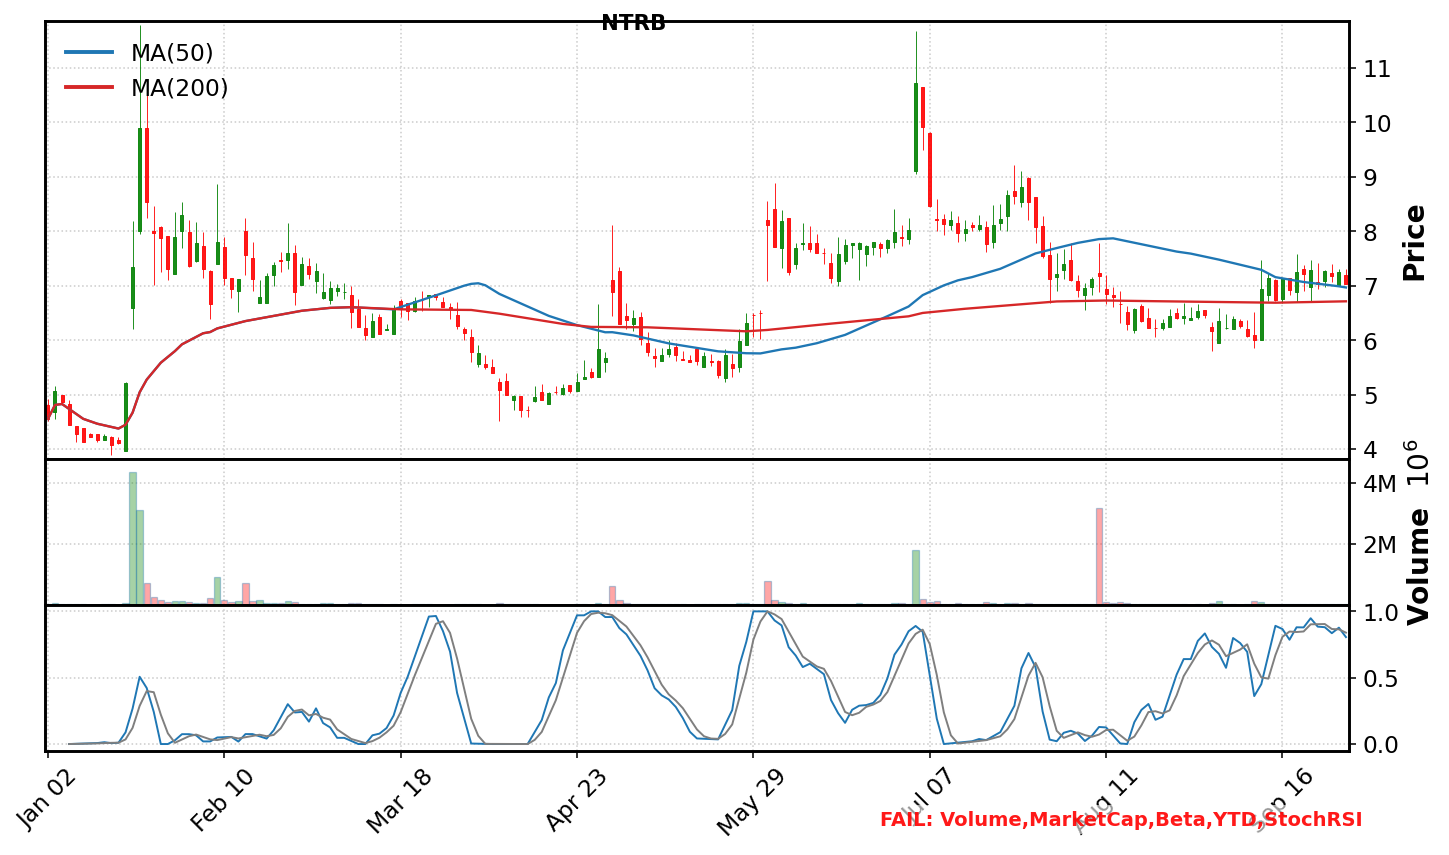 NTRB
MA(50)
MA(200)
11
10
9
8
7
6
5
4
Price
4M
2M
Volume 10⁶
1.0
0.5
0.0
Jan 02
Feb 10
Mar 18
Apr 23
May 29
Jul 07
Aug 11
Sep 16
FAIL: Volume,MarketCap,Beta,YTD,StochRSI